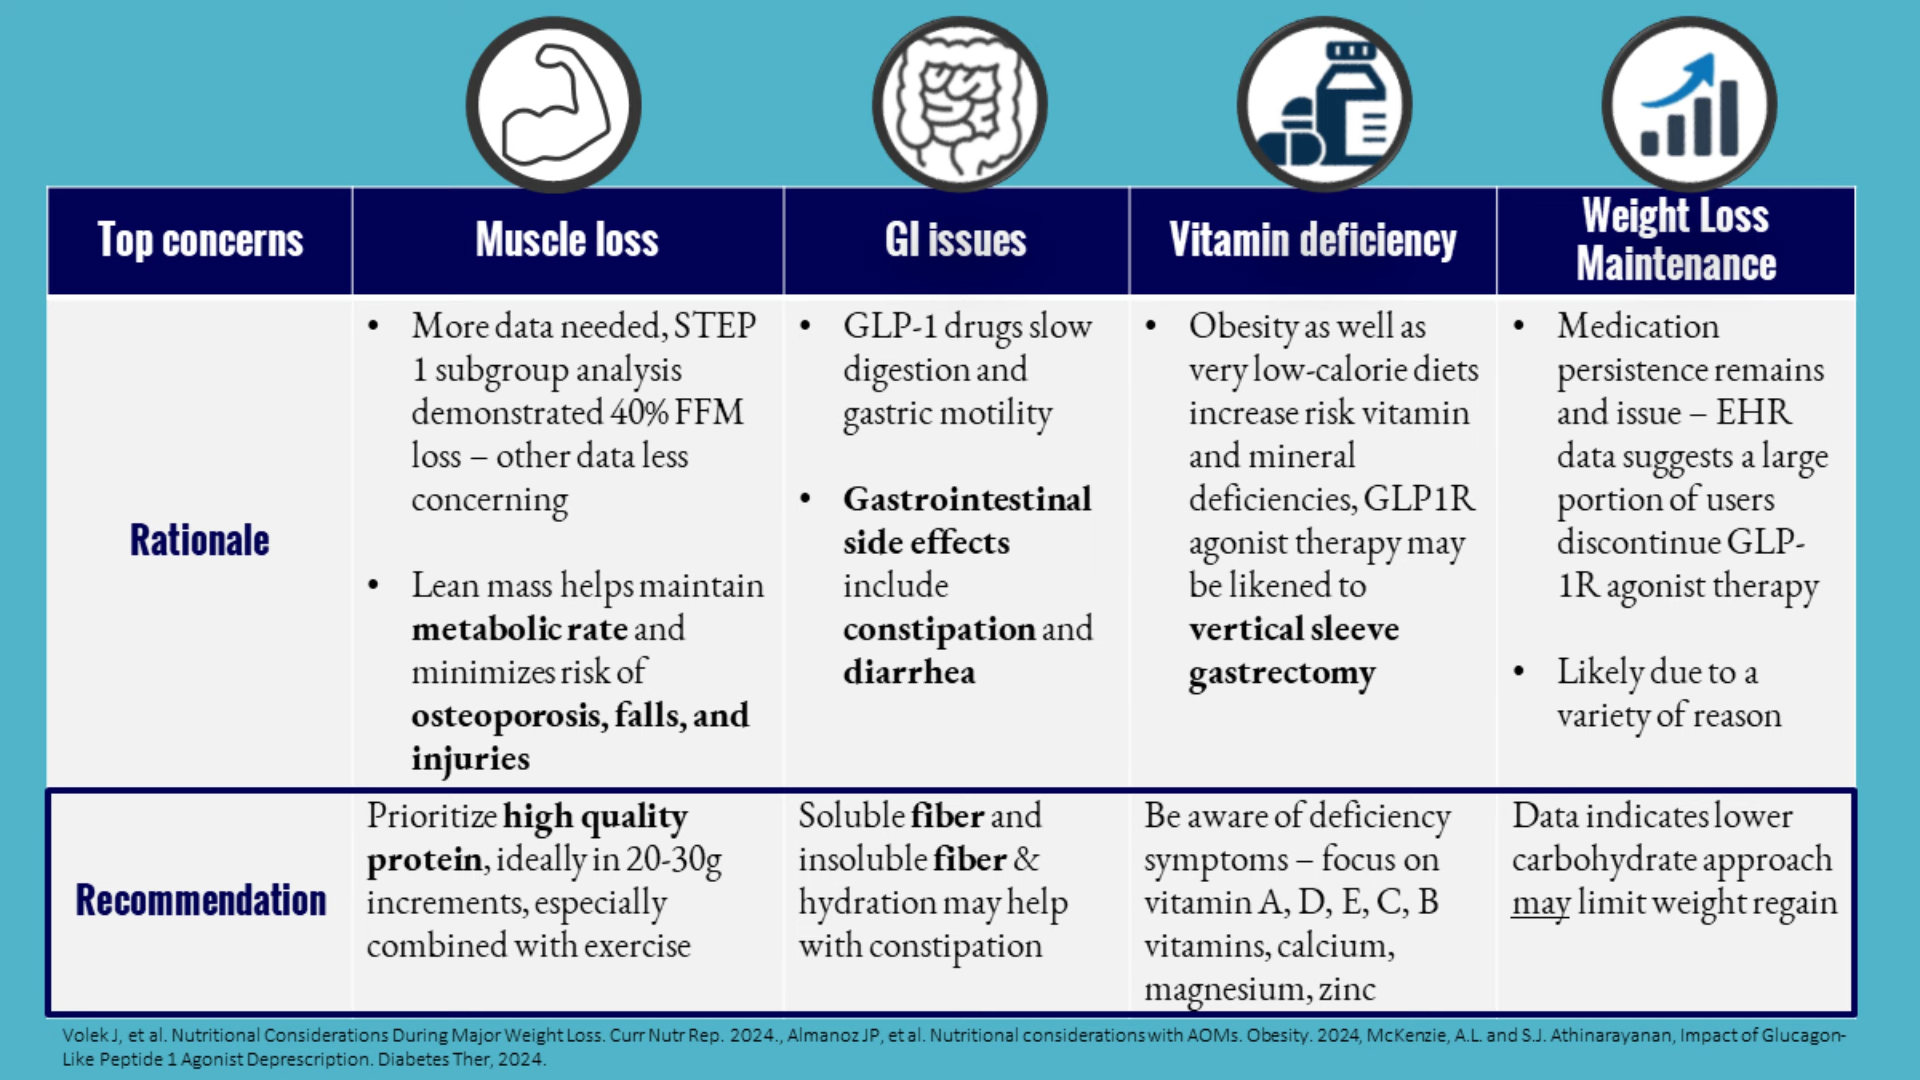 Top concerns
Muscle loss
GI issues
Vitamin deficiency
Weight Loss
Maintenance
Rationale
• More data needed, STEP
1 subgroup analysis
demonstrated 40% FFM
loss – other data less
concerning
• Lean mass helps maintain
metabolic rate and
minimizes risk of
osteoporosis, falls, and
injuries
• GLP-1 drugs slow
digestion and
gastric motility
• Gastrointestinal
side effects
include
constipation and
diarrhea
• Obesity as well as
very low-calorie diets
increase risk vitamin
and mineral
deficiencies, GLP1R
agonist therapy may
be likened to
vertical sleeve
gastrectomy
• Medication
persistence remains
and issue – EHR
data suggests a large
portion of users
discontinue GLP-
1R agonist therapy
• Likely due to a
variety of reason
Recommendation
Prioritize high quality
protein, ideally in 20-30g
increments, especially
combined with exercise
Soluble fiber and
insoluble fiber &
hydration may help
with constipation
Be aware of deficiency
symptoms – focus on
vitamin A, D, E, C, B
vitamins, calcium,
magnesium, zinc
Data indicates lower
carbohydrate approach
may limit weight regain
Volek J, et al. Nutritional Considerations During Major Weight Loss. Curr Nutr Rep. 2024., Almanoz JP, et al. Nutritional considerations with AOMs. Obesity. 2024, McKenzie, A.L. and S.J. Athinarayanan, Impact of Glucagon-
Like Peptide 1 Agonist Deprescription. Diabetes Ther, 2024.